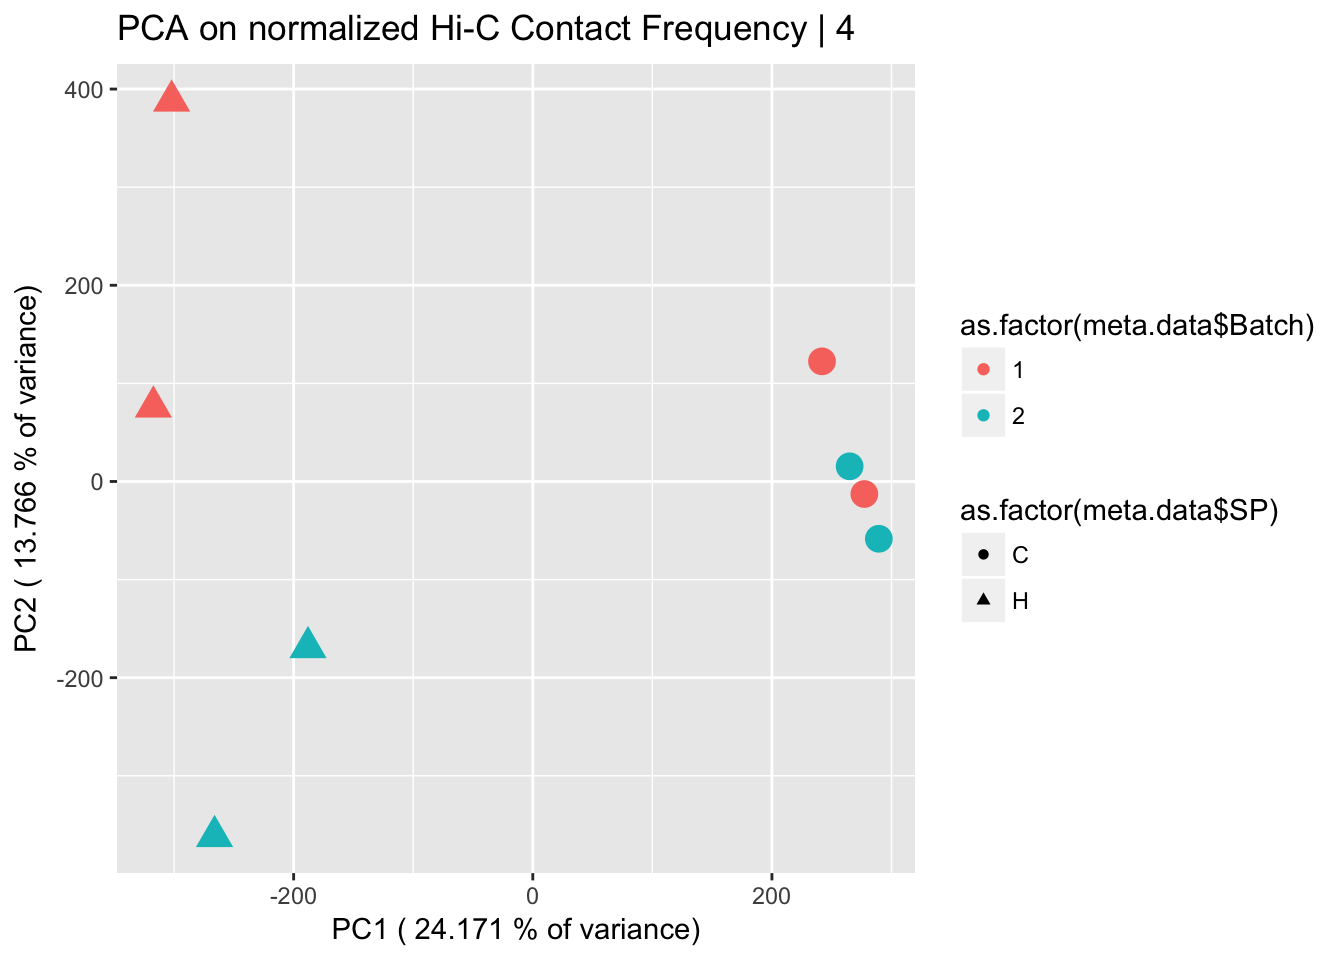 PCA on normalized Hi-C Contact Frequency | 4
400
200
0
-200
PC2 ( 13.766 % of variance)
-200
0
200
PC1 ( 24.171 % of variance)
as.factor(meta.data$Batch)
1
2
as.factor(meta.data$SP)
C
H